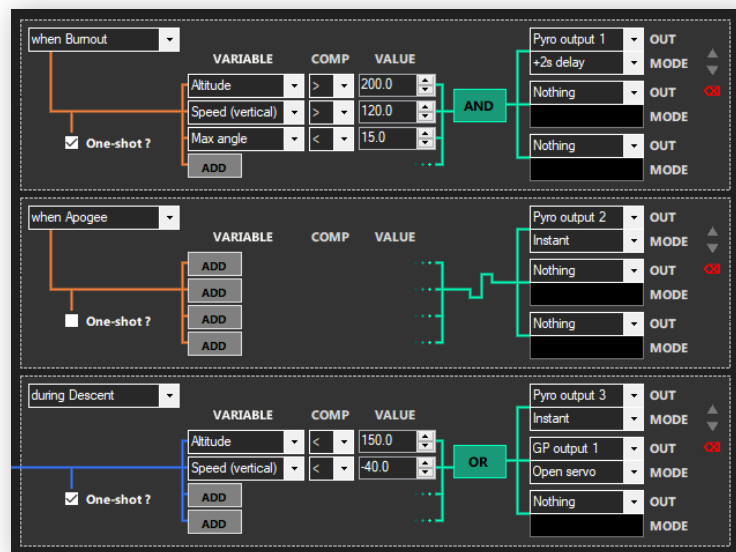 when Burnout
Pyro output 1 OUT
VARIABLE COMP VALUE
+2s delay MODE
Altitude > 200.0
Nothing OUT
Speed (vertical) > 120.0
AND
MODE
One-shot ?
Max angle < 15.0
Nothing OUT
ADD
MODE
when Apogee
Pyro output 2 OUT
VARIABLE COMP VALUE
Instant MODE
ADD
Nothing OUT
ADD
MODE
One-shot ?
ADD
Nothing OUT
ADD
MODE
during Descent
Pyro output 3 OUT
VARIABLE COMP VALUE
Instant MODE
Altitude < 150.0
GP output 1 OUT
OR
Speed (vertical) < -40.0
Open servo MODE
One-shot ?
ADD
Nothing OUT
ADD
MODE